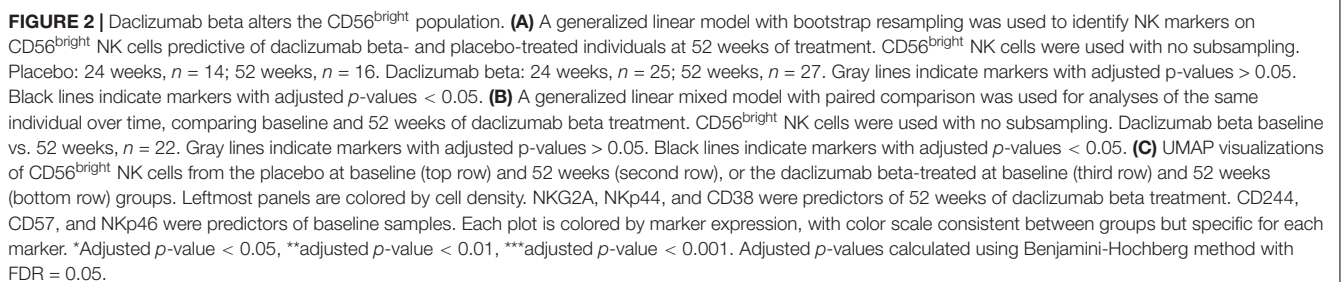 FIGURE 2 | Daclizumab beta alters the CD56bright population. (A) A generalized linear model with bootstrap resampling was used to identify NK markers on
CD56bright NK cells predictive of daclizumab beta- and placebo-treated individuals at 52 weeks of treatment. CD56bright NK cells were used with no subsampling.
Placebo: 24 weeks, n = 14; 52 weeks, n = 16. Daclizumab beta: 24 weeks, n = 25; 52 weeks, n = 27. Gray lines indicate markers with adjusted p-values > 0.05.
Black lines indicate markers with adjusted p-values < 0.05. (B) A generalized linear mixed model with paired comparison was used for analyses of the same
individual over time, comparing baseline and 52 weeks of daclizumab beta treatment. CD56bright NK cells were used with no subsampling. Daclizumab beta baseline
vs. 52 weeks, n = 22. Gray lines indicate markers with adjusted p-values > 0.05. Black lines indicate markers with adjusted p-values < 0.05. (C) UMAP visualizations
of CD56bright NK cells from the placebo at baseline (top row) and 52 weeks (second row), or the daclizumab beta-treated at baseline (third row) and 52 weeks
(bottom row) groups. Leftmost panels are colored by cell density. NKG2A, NKp44, and CD38 were predictors of 52 weeks of daclizumab beta treatment. CD244,
CD57, and NKp46 were predictors of baseline samples. Each plot is colored by marker expression, with color scale consistent between groups but specific for each
marker. *Adjusted p-value < 0.05, **adjusted p-value < 0.01, ***adjusted p-value < 0.001. Adjusted p-values calculated using Benjamini-Hochberg method with
FDR = 0.05.